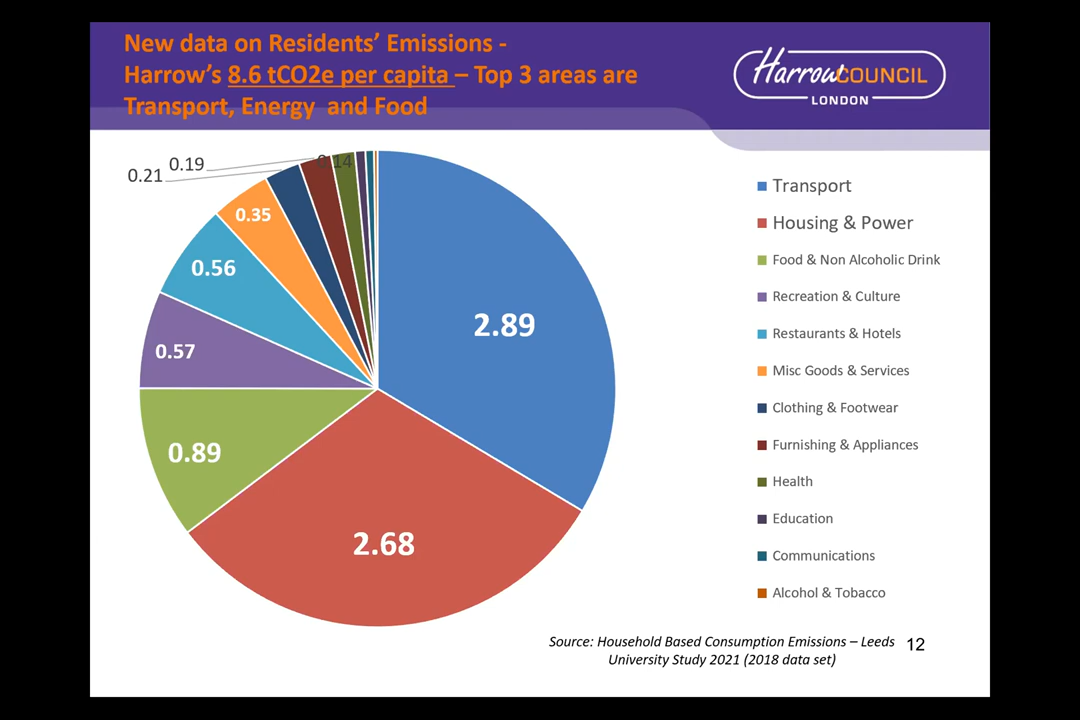 New data on Residents’ Emissions -
Harrow’s 8.6 tCO2e per capita – Top 3 areas are
Transport, Energy and Food
HarrowCOUNCIL
LONDON
0.14
0.19
0.21
0.35
0.56
0.57
0.89
2.68
2.89
Transport
Housing & Power
Food & Non Alcoholic Drink
Recreation & Culture
Restaurants & Hotels
Misc Goods & Services
Clothing & Footwear
Furnishing & Appliances
Health
Education
Communications
Alcohol & Tobacco
Source: Household Based Consumption Emissions – Leeds
University Study 2021 (2018 data set)
12